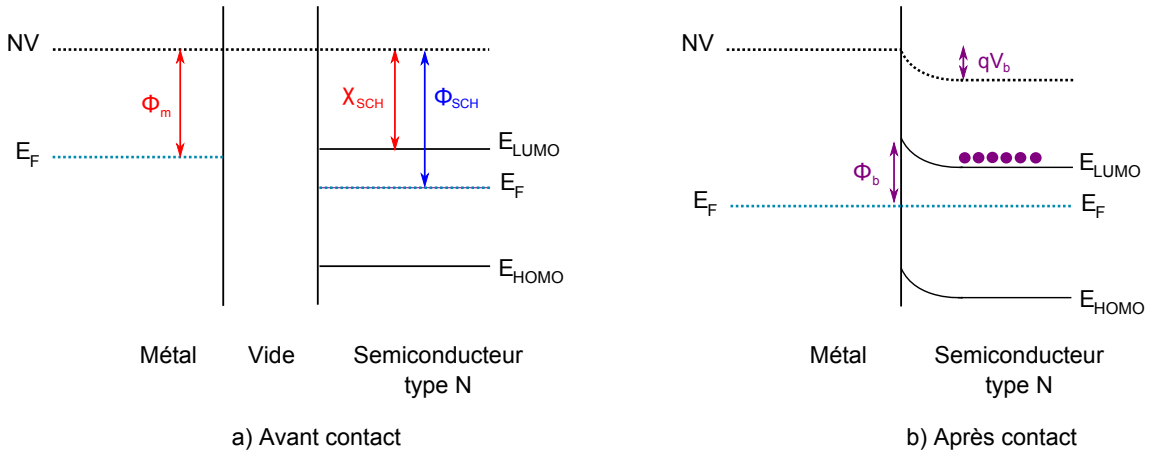 NV
Φm
χSCH
ΦSCH
EF
ELUMO
EF
EHOMO
Métal
Vide
Semiconducteur
type N
a) Avant contact
NV
qVb
Φb
ELUMO
EF
EF
EHOMO
Métal
Semiconducteur
type N
b) Après contact